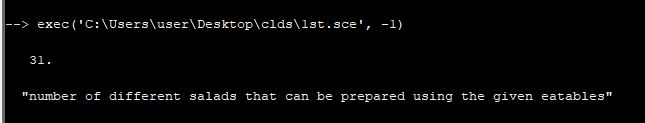 --> exec('C:\Users\user\Desktop\clds\1st.sce', -1)
31.
"number of different salads that can be prepared using the given eatables"